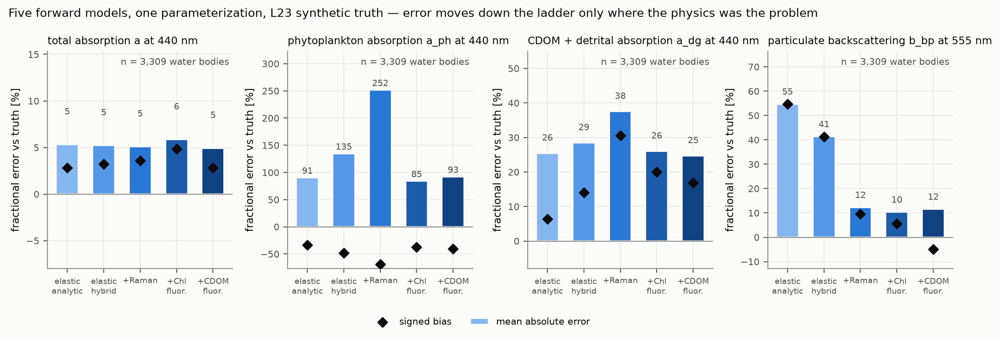 Five forward models, one parameterization, L23 synthetic truth — error moves down the ladder only where the physics was the problem
total absorption a at 440 nm
fractional error vs truth [%]
n = 3,309 water bodies
15
10
5
0
−5
5
5
5
6
5
elastic analytic
elastic hybrid
+Raman
+Chl fluor.
+CDOM fluor.
phytoplankton absorption a_ph at 440 nm
fractional error vs truth [%]
n = 3,309 water bodies
300
250
200
150
100
50
0
−50
91
135
252
85
93
elastic analytic
elastic hybrid
+Raman
+Chl fluor.
+CDOM fluor.
CDOM + detrital absorption a_dg at 440 nm
fractional error vs truth [%]
n = 3,309 water bodies
50
40
30
20
10
0
26
29
38
26
25
elastic analytic
elastic hybrid
+Raman
+Chl fluor.
+CDOM fluor.
particulate backscattering b_bp at 555 nm
fractional error vs truth [%]
n = 3,309 water bodies
70
60
50
40
30
20
10
0
−10
55
41
12
10
12
elastic analytic
elastic hybrid
+Raman
+Chl fluor.
+CDOM fluor.
signed bias
mean absolute error